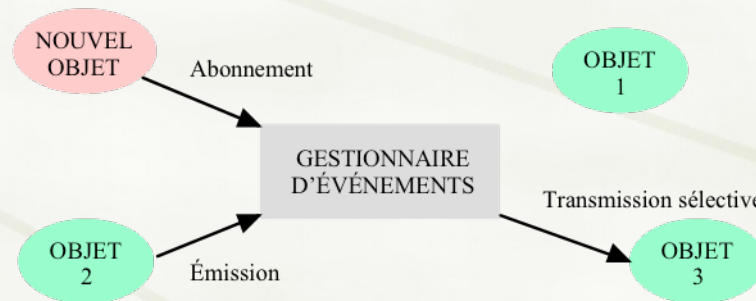 NOUVEL
OBJET
Abonnement
OBJET
1
GESTIONNAIRE
D'ÉVÉNEMENTS
Transmission sélective
OBJET
2
Émission
OBJET
3